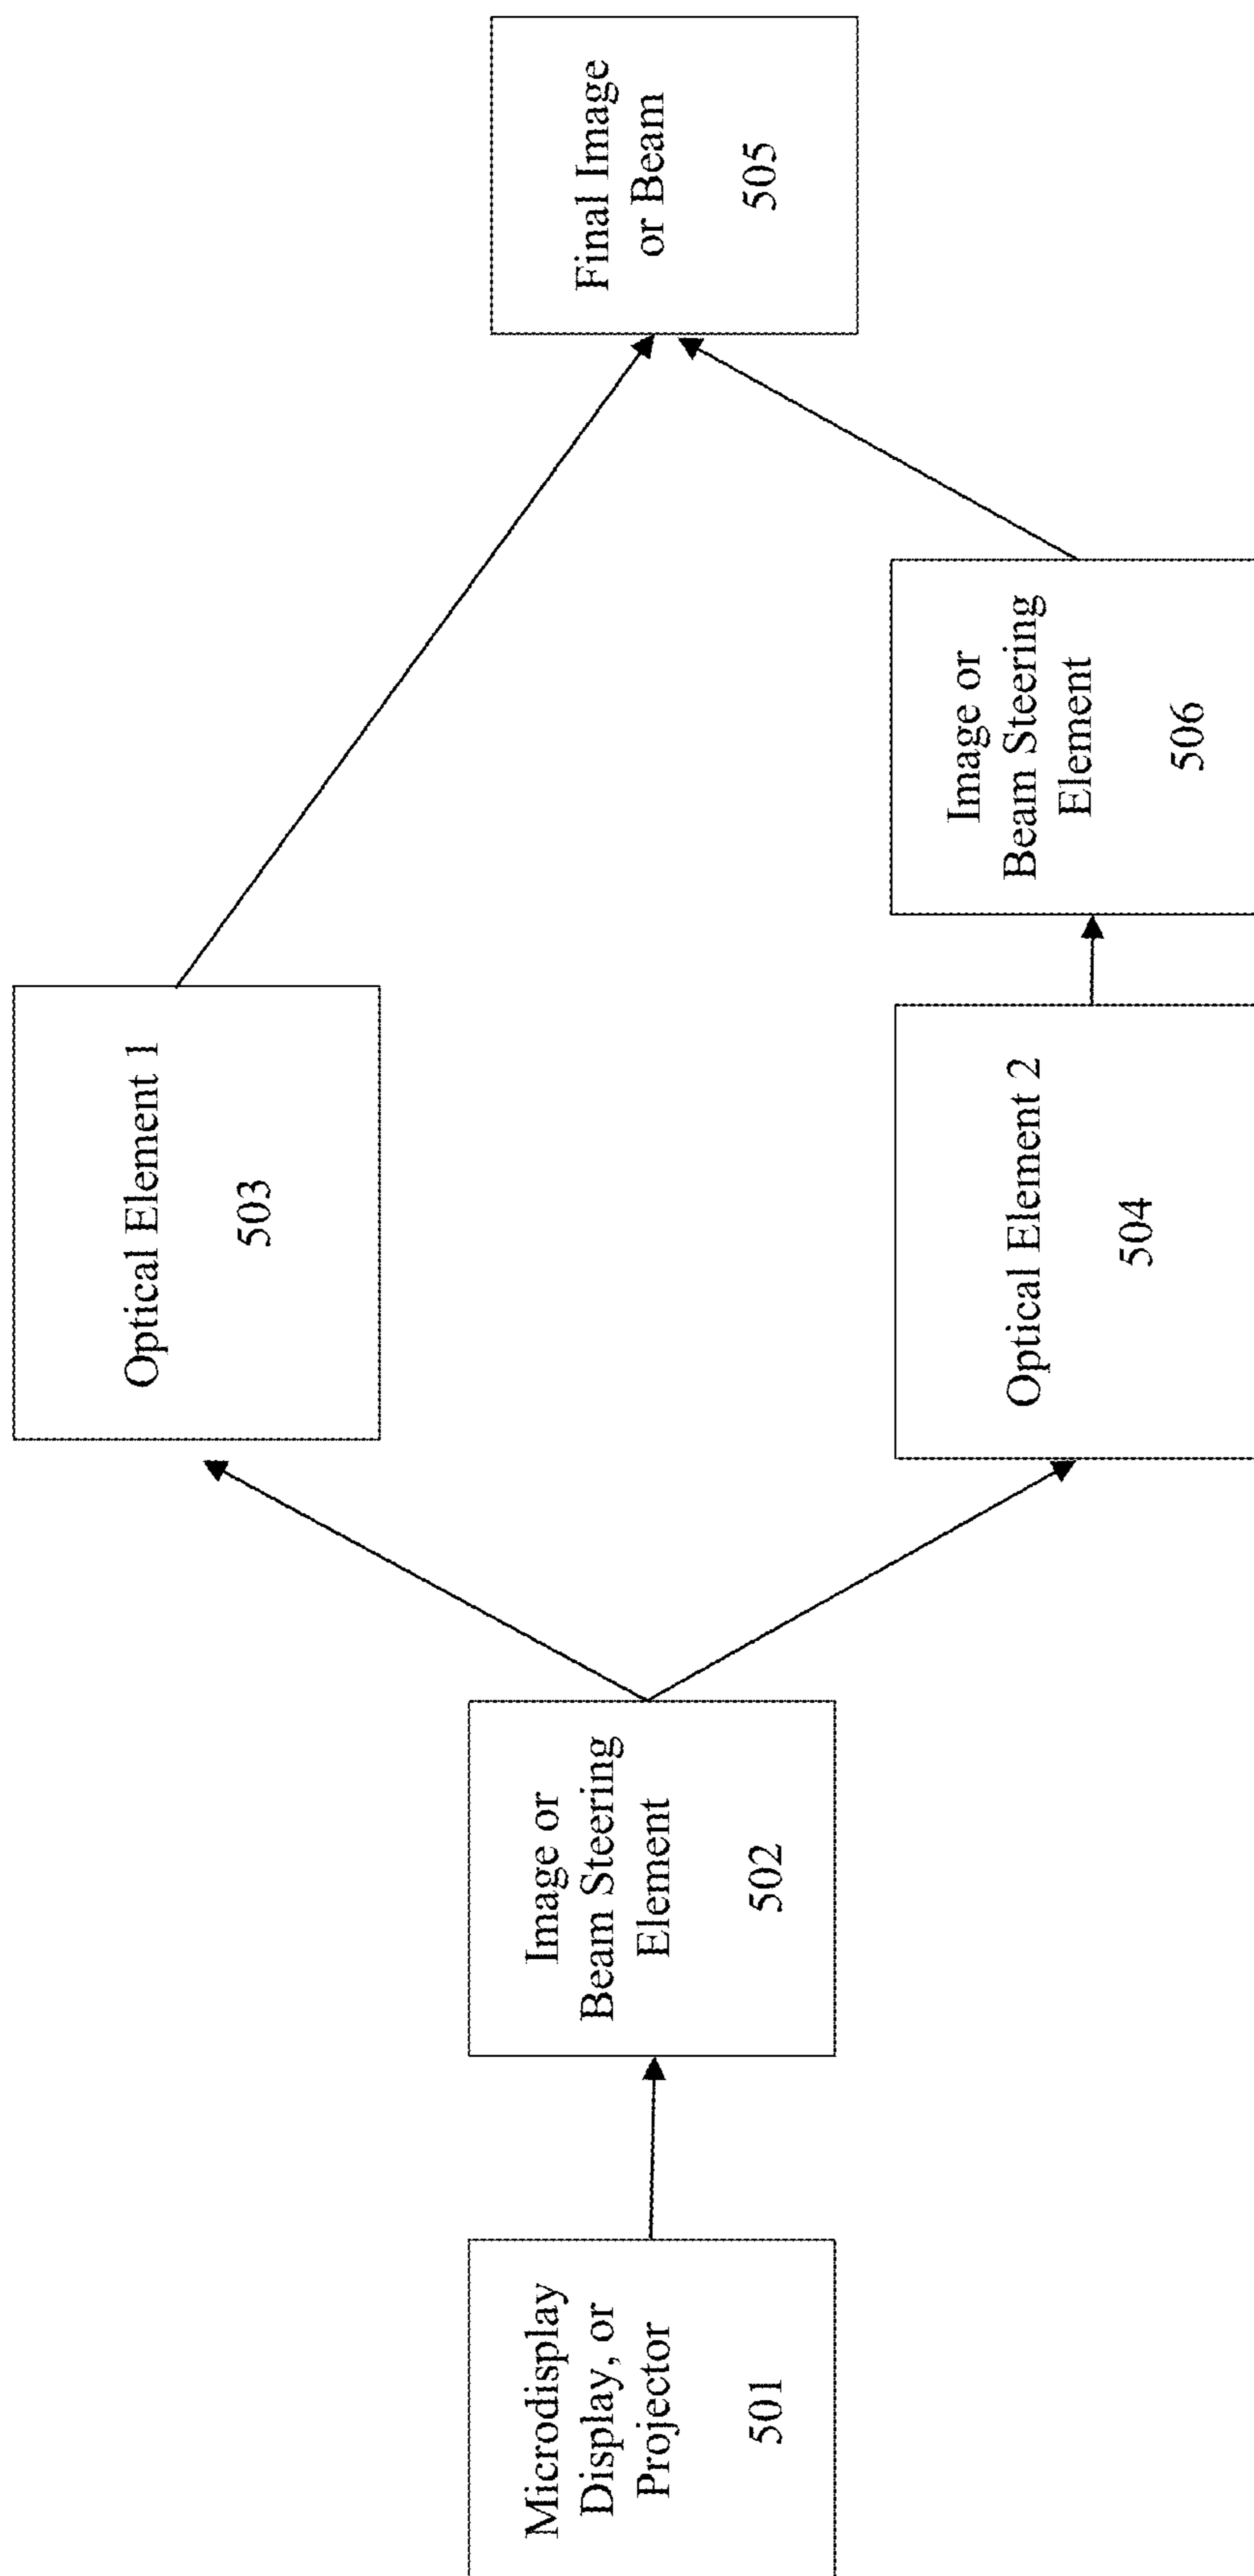 Microdisplay
Display, or
Projector
501
Image or
Beam Steering
Element
502
Optical Element 1
503
Optical Element 2
504
Image or
Beam Steering
Element
506
Final Image
or Beam
505